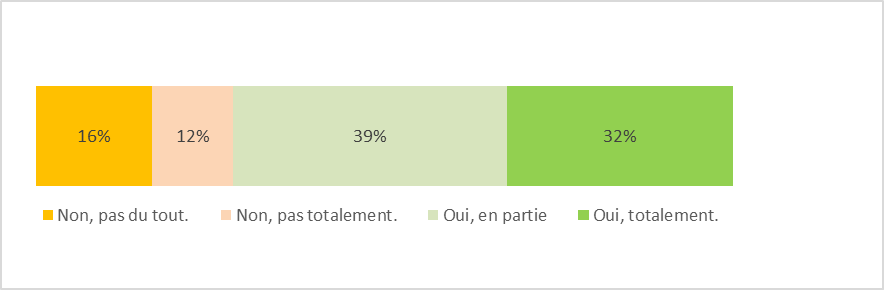 16% 12% 39% 32%
Non, pas du tout. Non, pas totalement. Oui, en partie Oui, totalement.